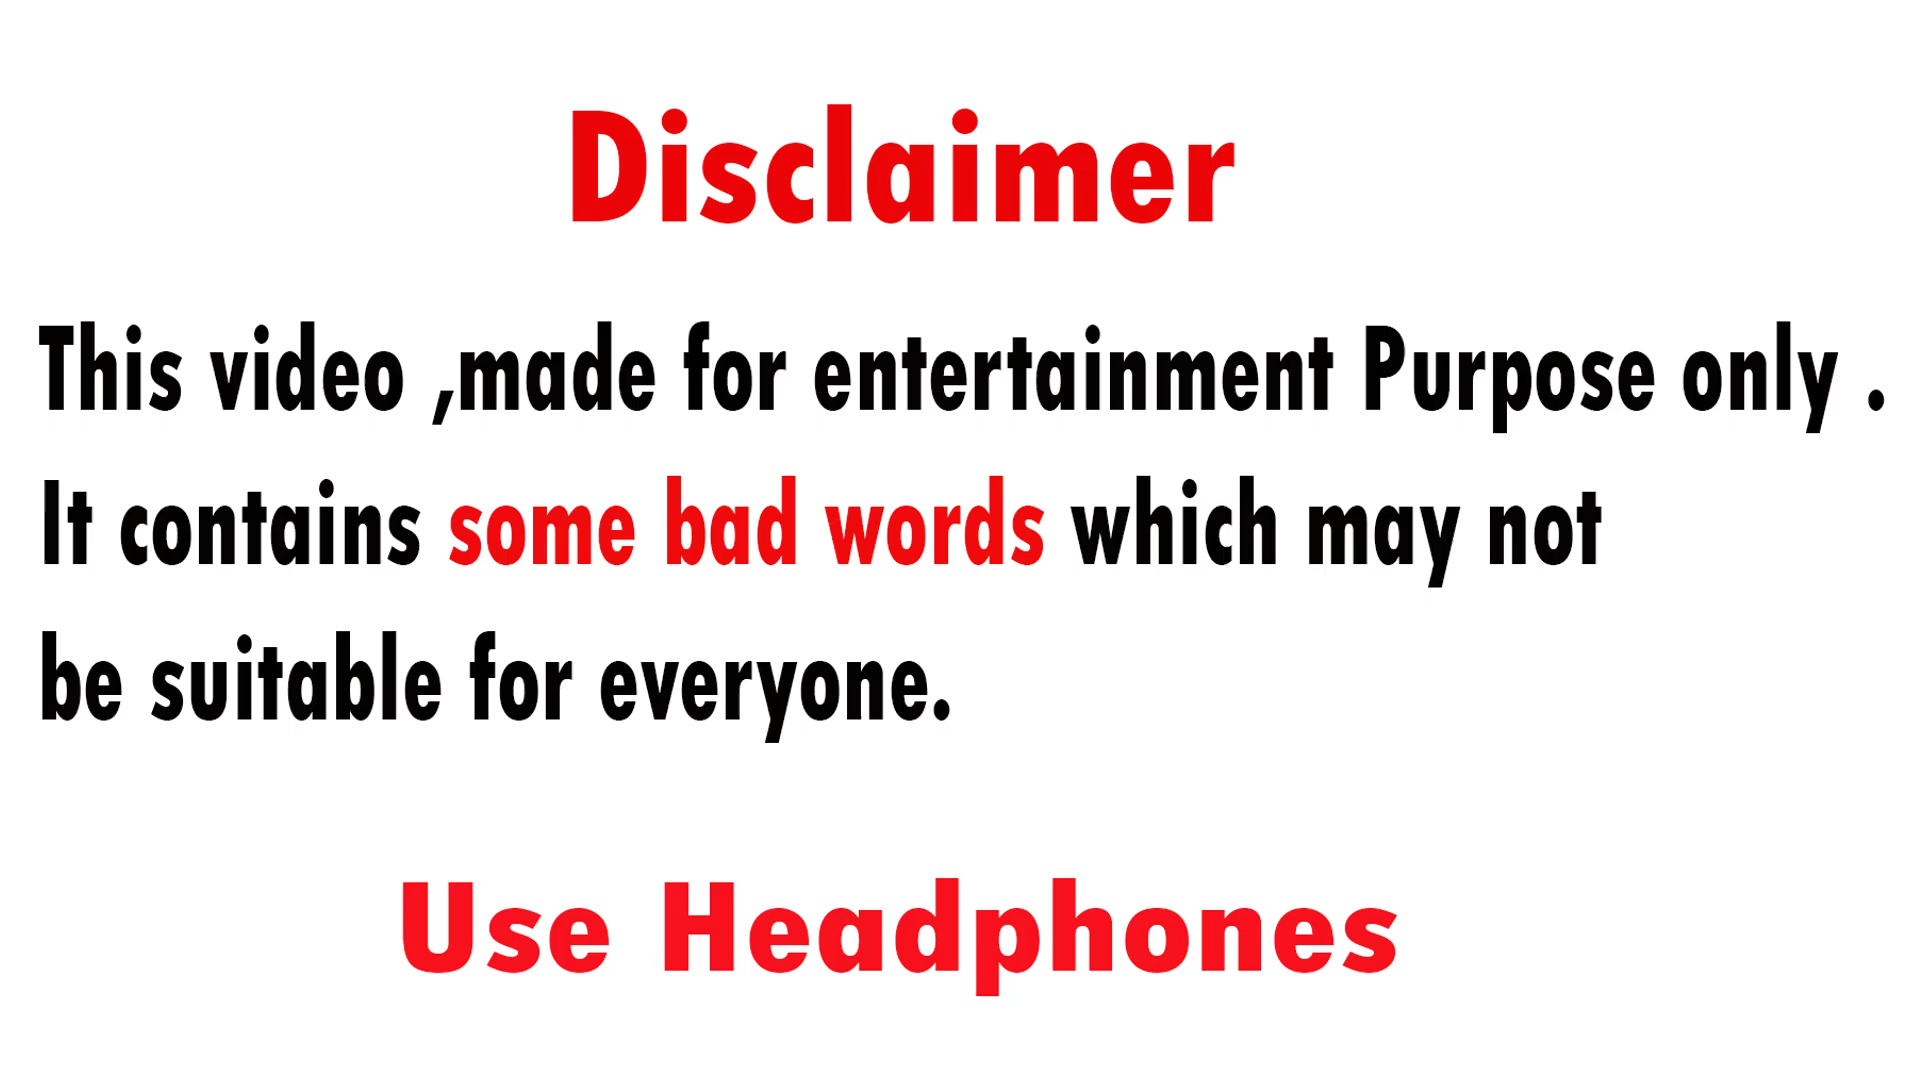 Disclaimer
This video ,made for entertainment Purpose only .
It contains some bad words which may not
be suitable for everyone.
Use Headphones